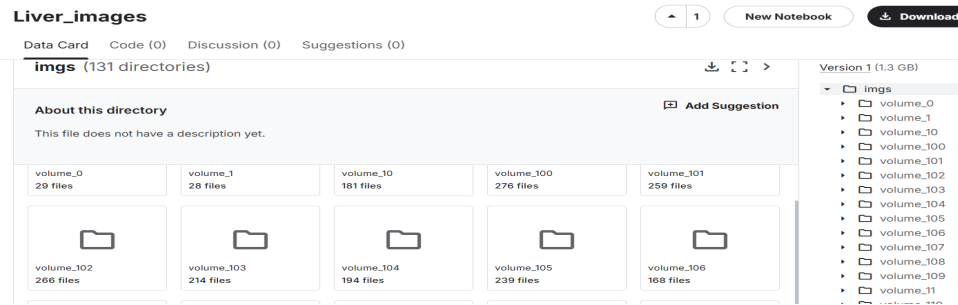 Liver_images
1
New Notebook
Download
Data Card Code (0) Discussion (0) Suggestions (0)
imgs (131 directories)
About this directory
Add Suggestion
This file does not have a description yet.
volume_0 volume_1 volume_10 volume_100 volume_101
29 files 28 files 181 files 276 files 259 files
volume_102 volume_103 volume_104 volume_105 volume_106
266 files 214 files 194 files 239 files 168 files
Version 1 (1.3 GB)
imgs
volume_0
volume_1
volume_10
volume_100
volume_101
volume_102
volume_103
volume_104
volume_105
volume_106
volume_107
volume_108
volume_109
volume_11